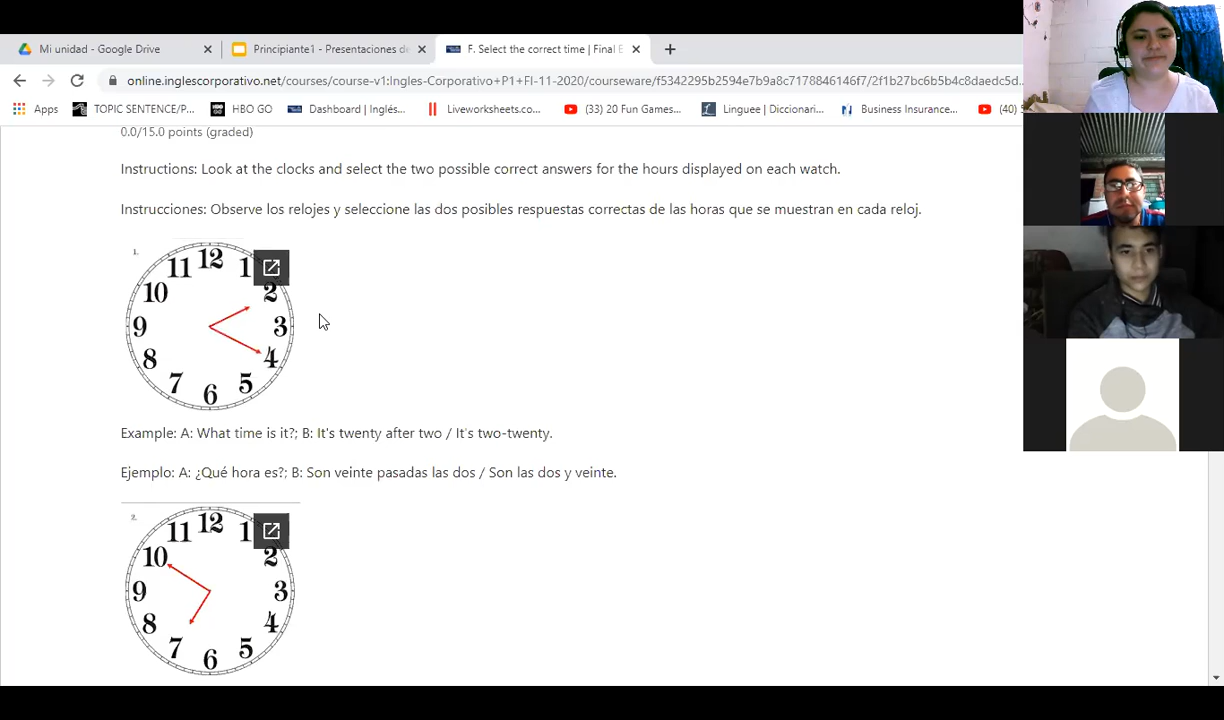 Mi unidad - Google Drive
Principiante1 - Presentaciones de
F. Select the correct time | Final E
online.inglescorporativo.net/courses/course-v1:Ingles-Corporativo+P1+FI-11-2020/courseware/f5342295b2594e7b9a8c7178846146f7/2f1b27bc6b5b4c8daedc5d...
Apps
TOPIC SENTENCE/P...
HBO GO
Dashboard | Inglés...
Liveworksheets.co...
(33) 20 Fun Games...
Linguee | Diccionari...
Business Insurance...
(40)
0.0/15.0 points (graded)
Instructions: Look at the clocks and select the two possible correct answers for the hours displayed on each watch.
Instrucciones: Observe los relojes y seleccione las dos posibles respuestas correctas de las horas que se muestran en cada reloj.
1.
12
11 1
10 2
9 3
8 4
7 5
6
Example: A: What time is it?; B: It's twenty after two / It's two-twenty.
Ejemplo: A: ¿Qué hora es?; B: Son veinte pasadas las dos / Son las dos y veinte.
2.
12
11 1
10 2
9 3
8 4
7 5
6